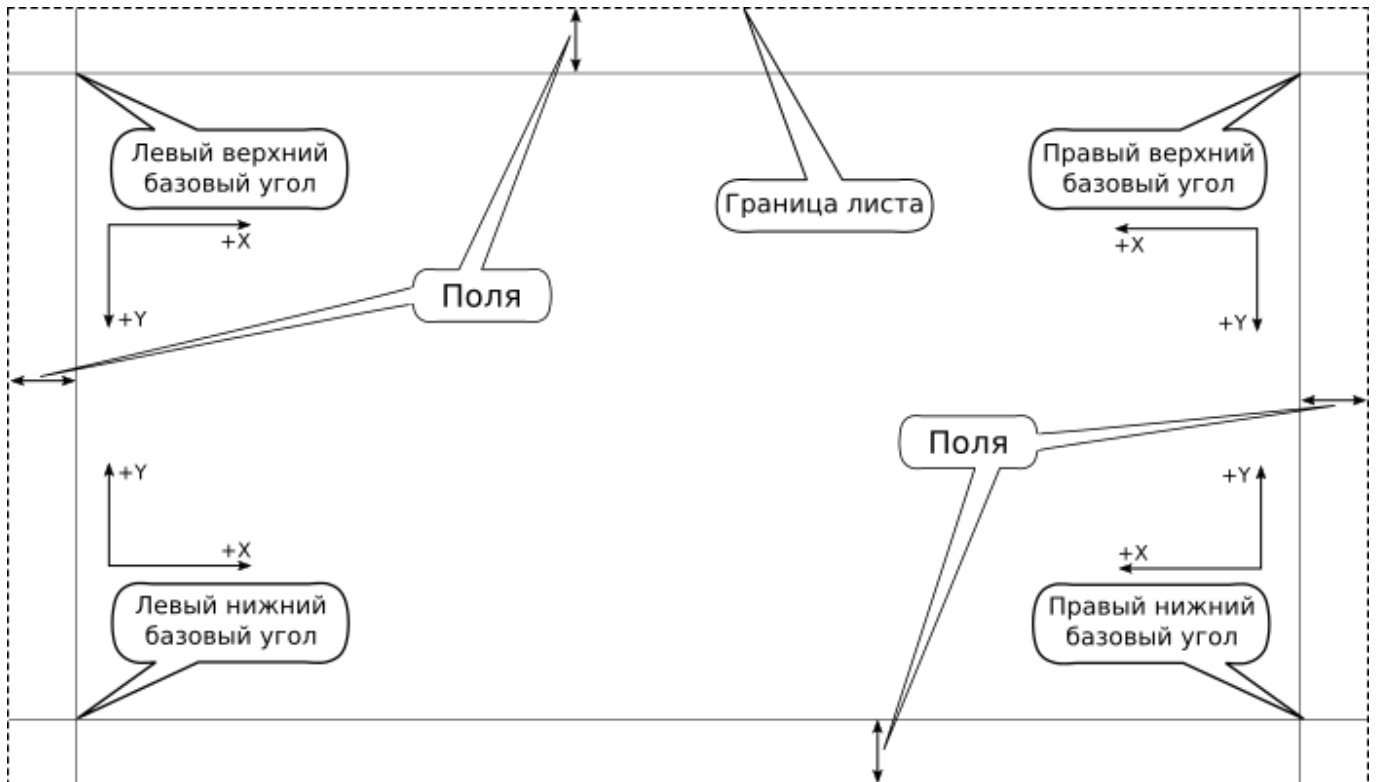 Левый верхний
базовый угол
Правый верхний
базовый угол
Граница листа
+X
+X
Поля
+Y
+Y
Поля
+Y
+Y
+X
+X
Левый нижний
базовый угол
Правый нижний
базовый угол